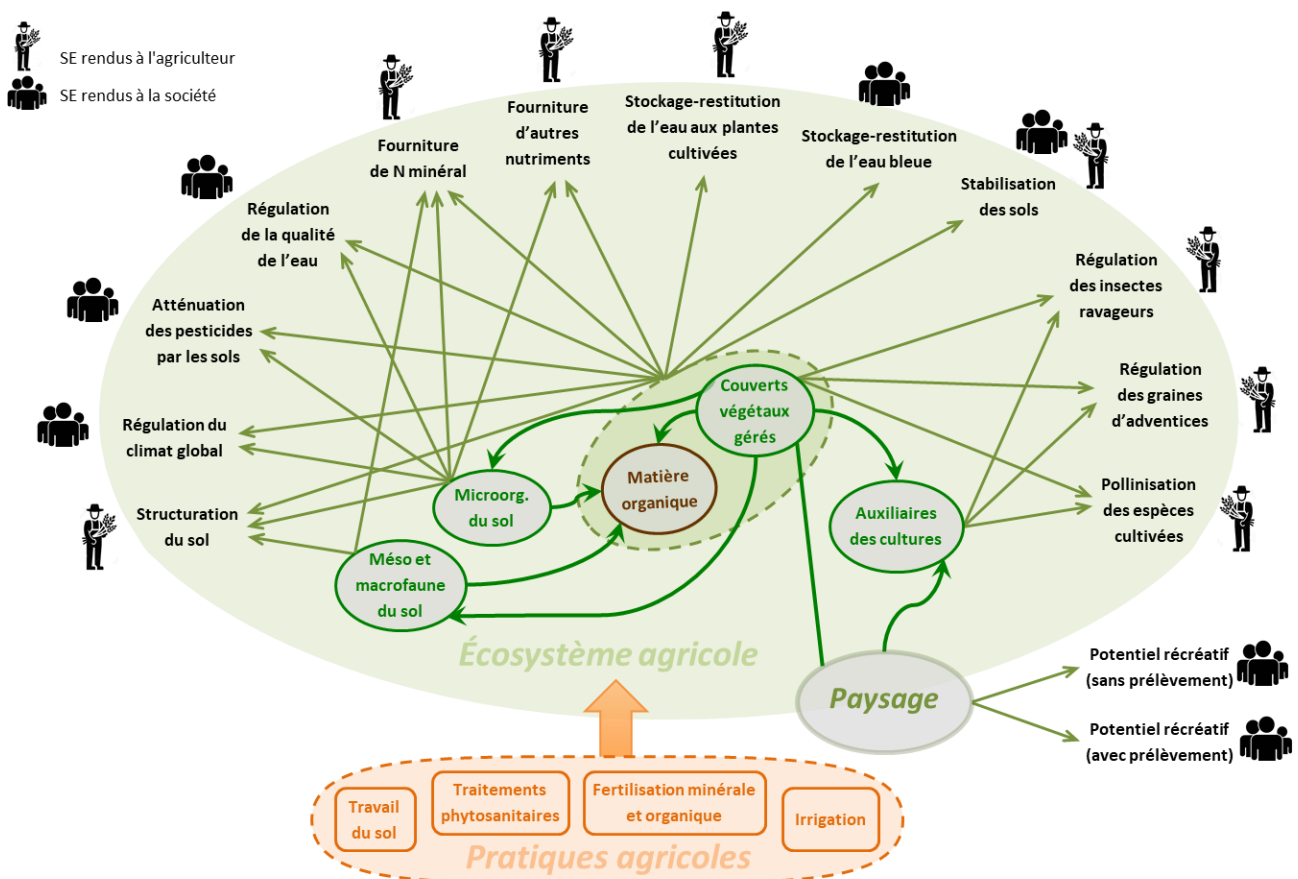 SE rendus à l'agriculteur
SE rendus à la société
Fourniture
de N minéral
Fourniture
d'autres
nutriments
Stockage-restitution
de l'eau aux plantes
cultivées
Stockage-restitution
de l'eau bleue
Stabilisation
des sols
Régulation
de la qualité
de l'eau
Régulation
des insectes
ravageurs
Atténuation
des pesticides
par les sols
Régulation
des graines
d'adventices
Régulation du
climat global
Pollinisation
des espèces
cultivées
Structuration
du sol
Couverts
végétaux
gérés
Matière
organique
Microorg.
du sol
Auxiliaires
des cultures
Méso et
macrofaune
du sol
Écosystème agricole
Paysage
Potentiel récréatif
(sans prélèvement)
Potentiel récréatif
(avec prélèvement)
Travail
du sol
Traitements
phytosanitaires
Fertilisation minérale
et organique
Irrigation
Pratiques agricoles